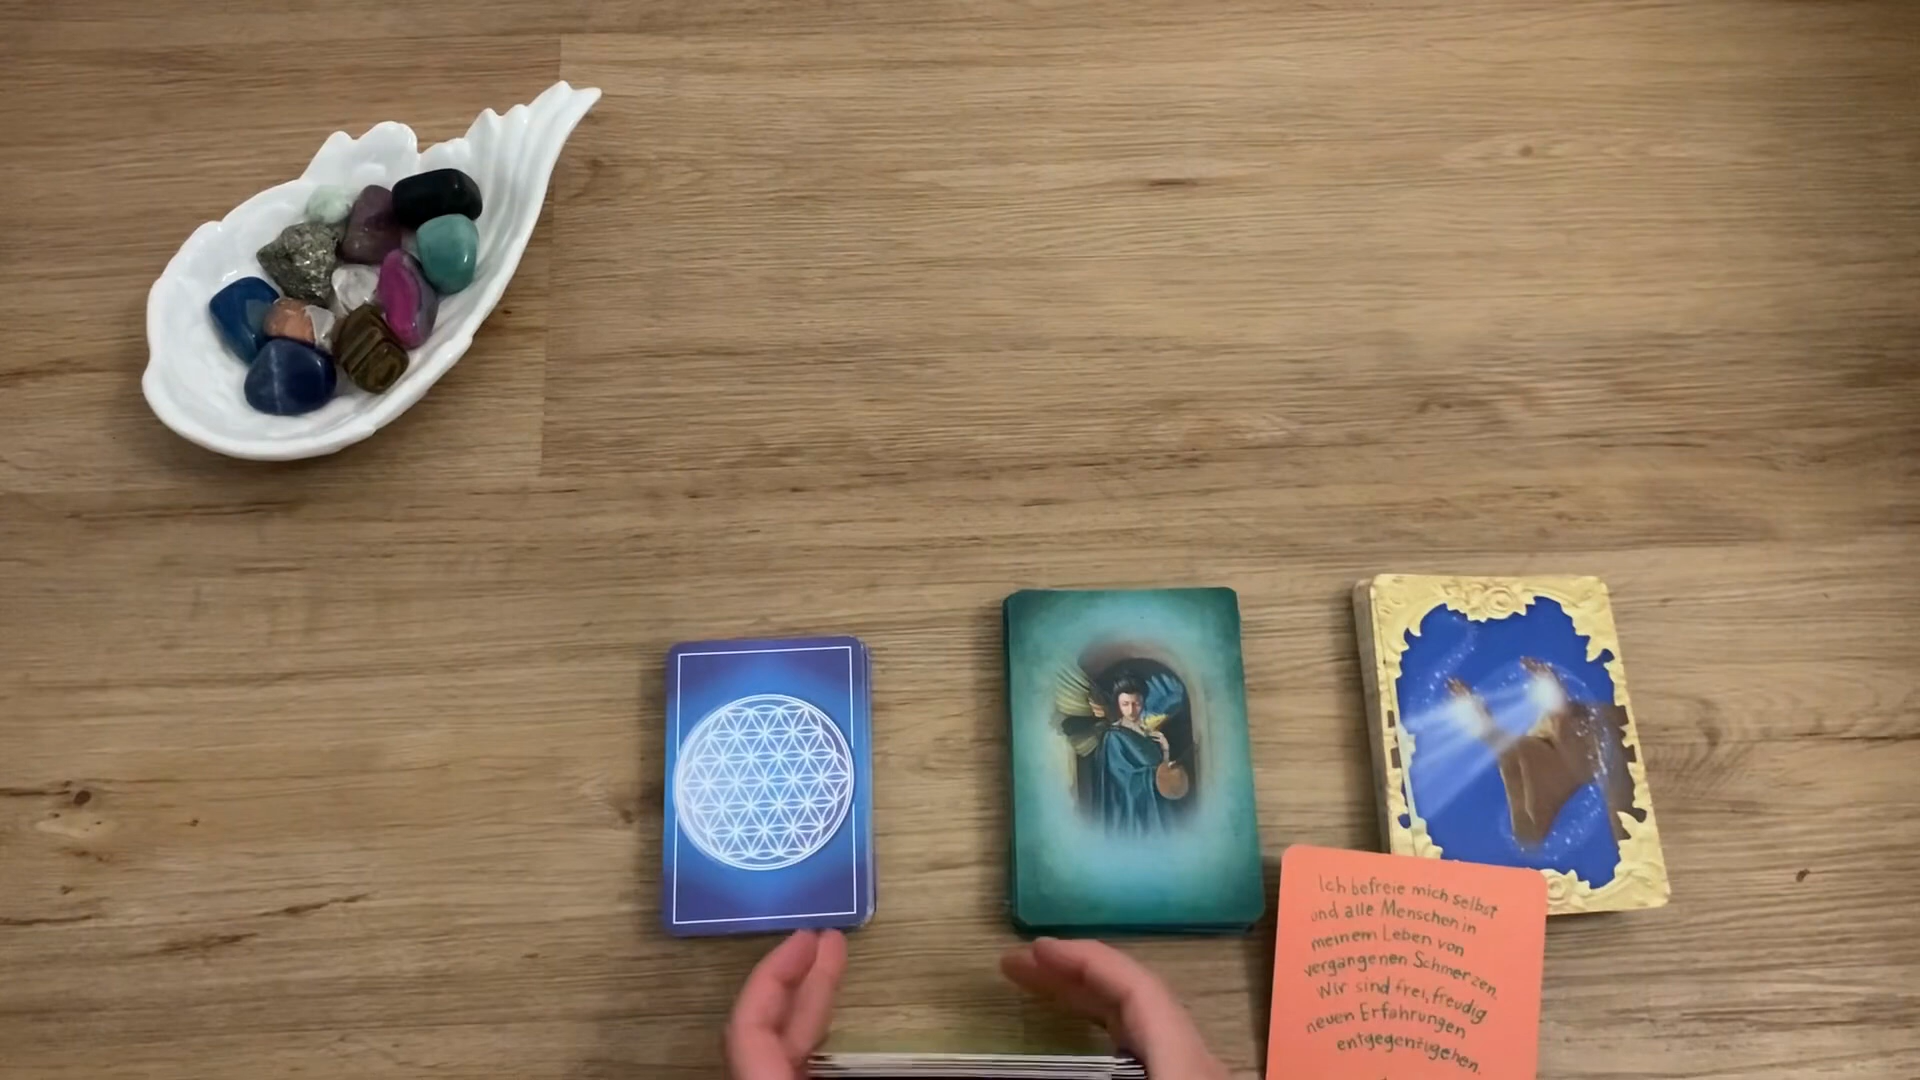 Ich befreie mich selbst
und alle Menschen in
meinem Leben von
vergangenen Schmerzen.
Wir sind frei, freudig
neuen Erfahrungen
entgegenzugehen.